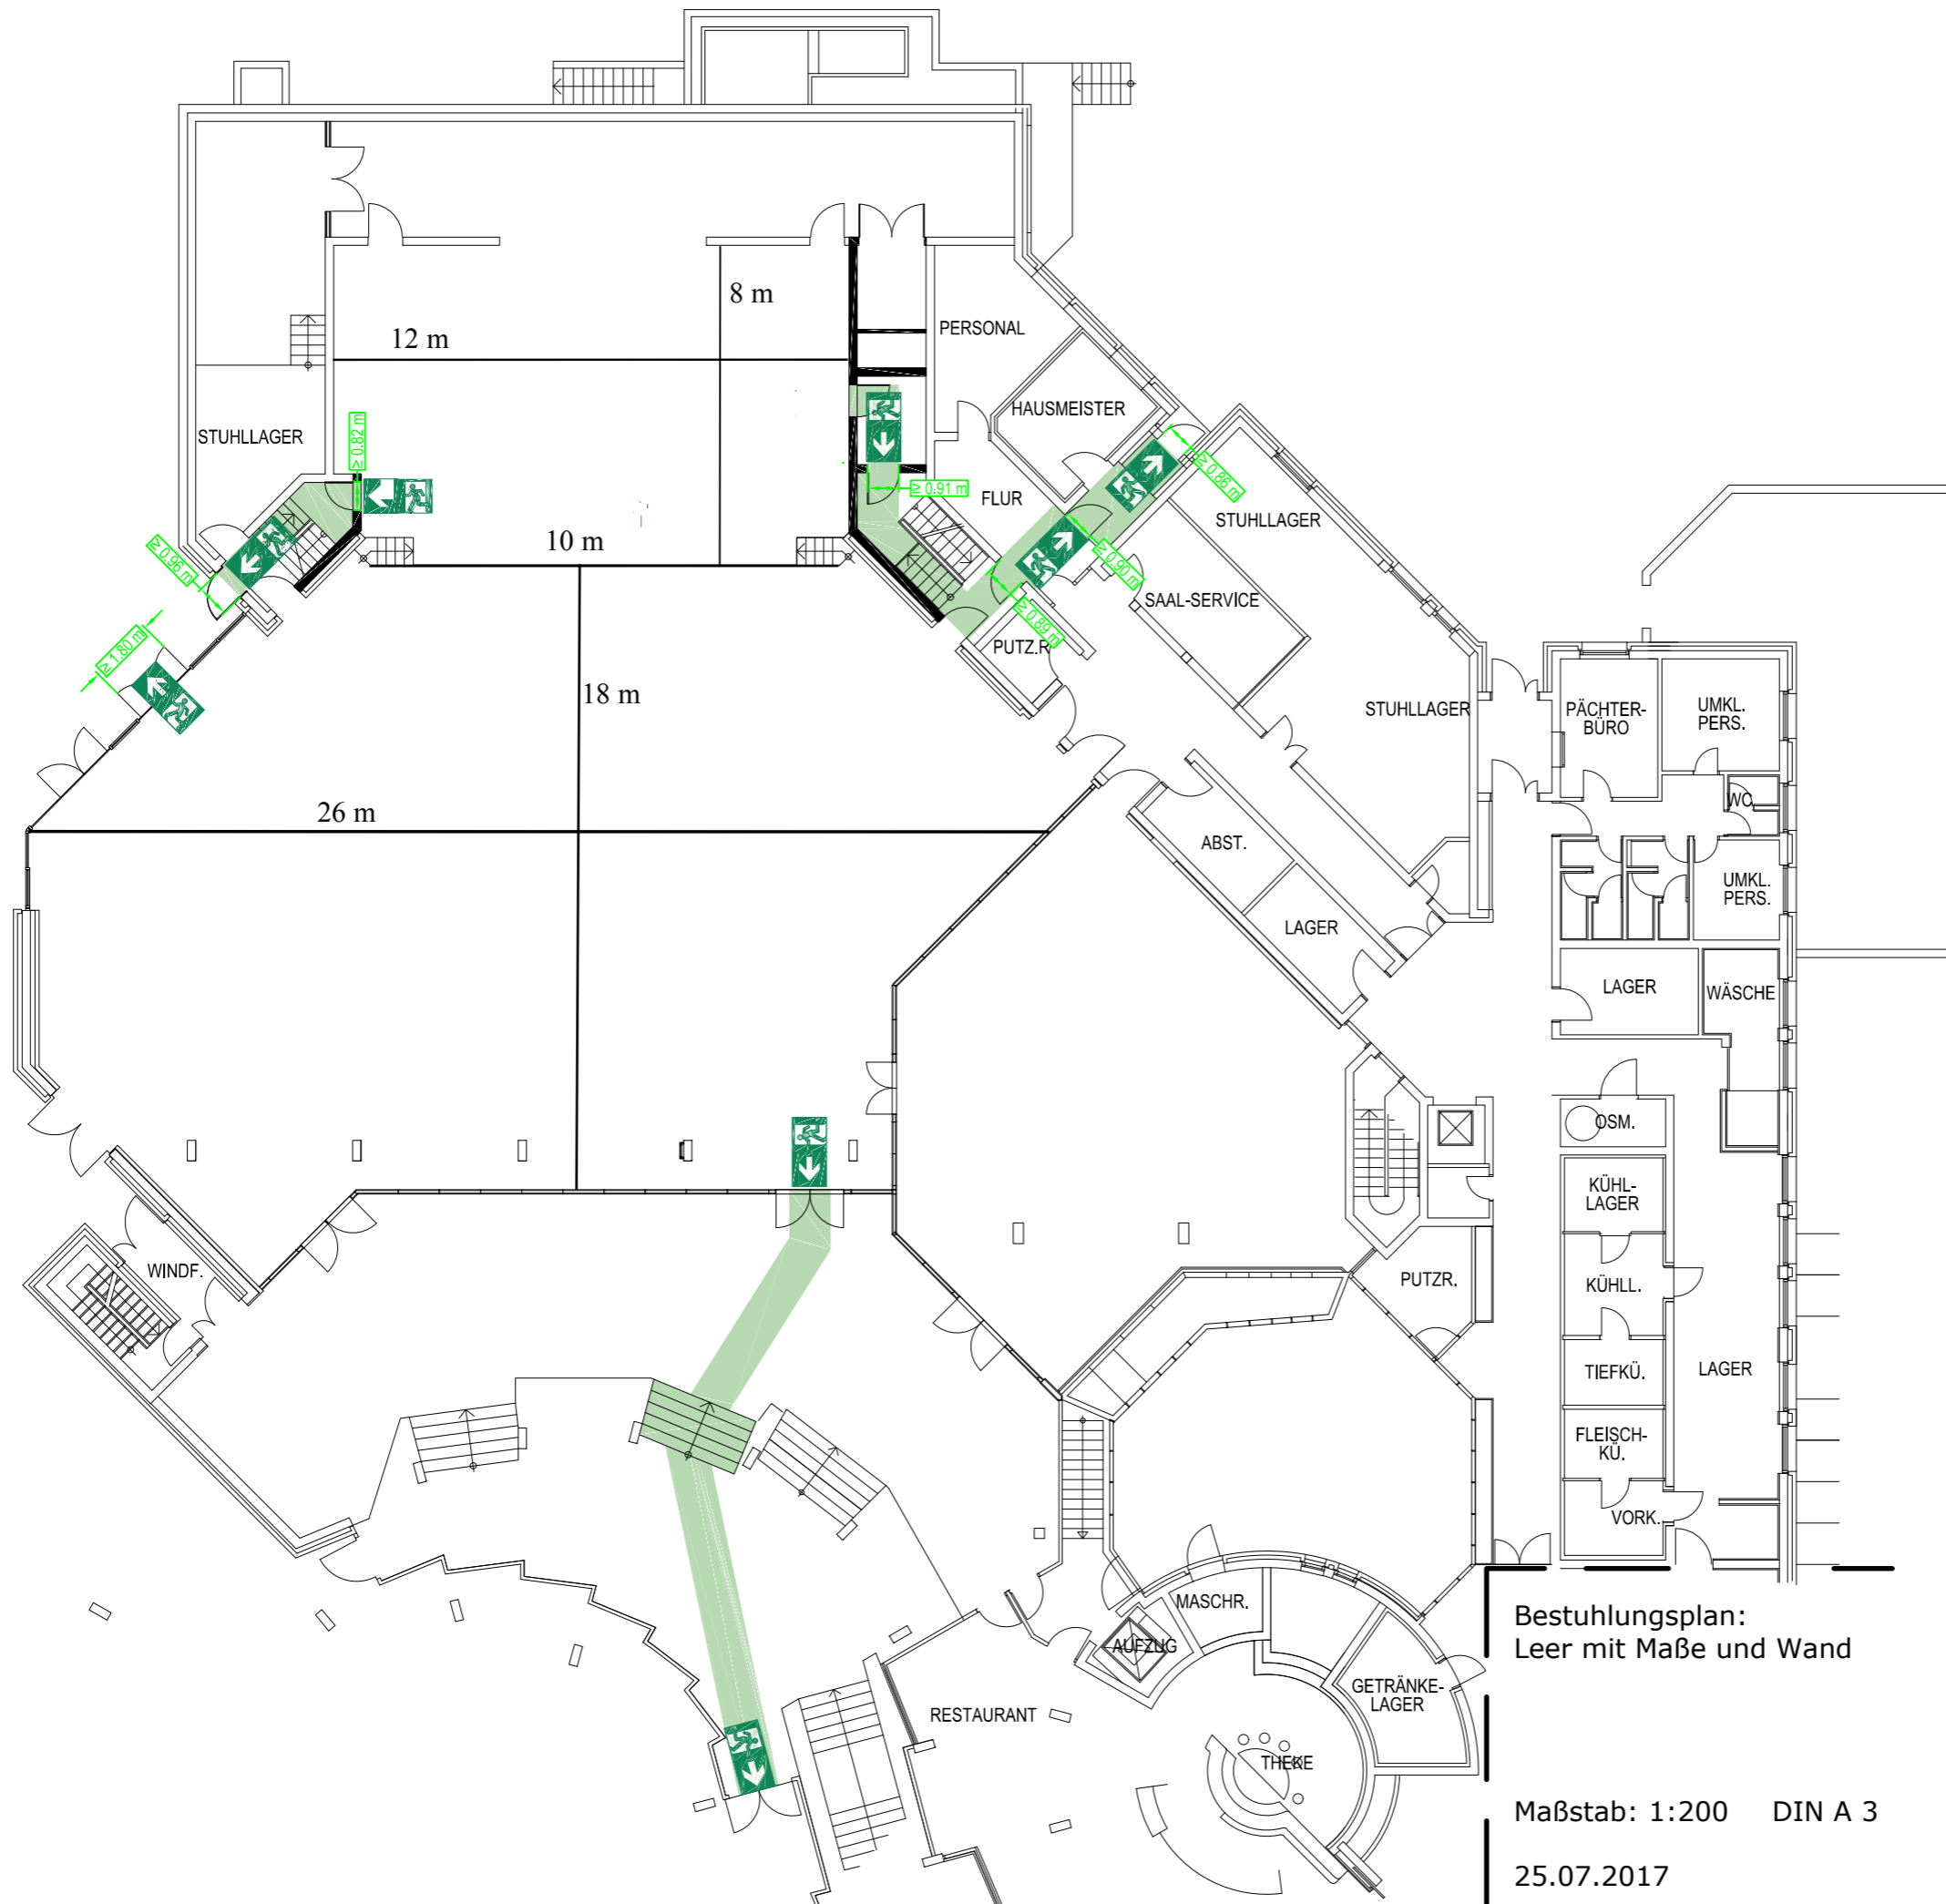 8 m
12 m
PERSONAL
HAUSMEISTER
STUHLLAGER
≥ 0.82 m
≥ 0.91 m
FLUR
≥ 0.86 m
STUHLLAGER
10 m
≥ 0.96 m
≥ 0.90 m
SAAL-SERVICE
≥ 0.89 m
PUTZ.R
≥ 1.80 m
18 m
STUHLLAGER
PÄCHTER-
BÜRO
UMKL.
PERS.
WC
26 m
ABST.
UMKL.
PERS.
LAGER
LAGER
WÄSCHE
OSM.
KÜHL-
LAGER
WINDF.
PUTZR.
KÜHLL.
TIEFKÜ.
LAGER
FLEISCH-
KÜ.
VORK.
MASCHR.
AUFZUG
GETRÄNKE-
LAGER
RESTAURANT
THEKE
Bestuhlungsplan:
Leer mit Maße und Wand
Maßstab: 1:200 DIN A 3
25.07.2017